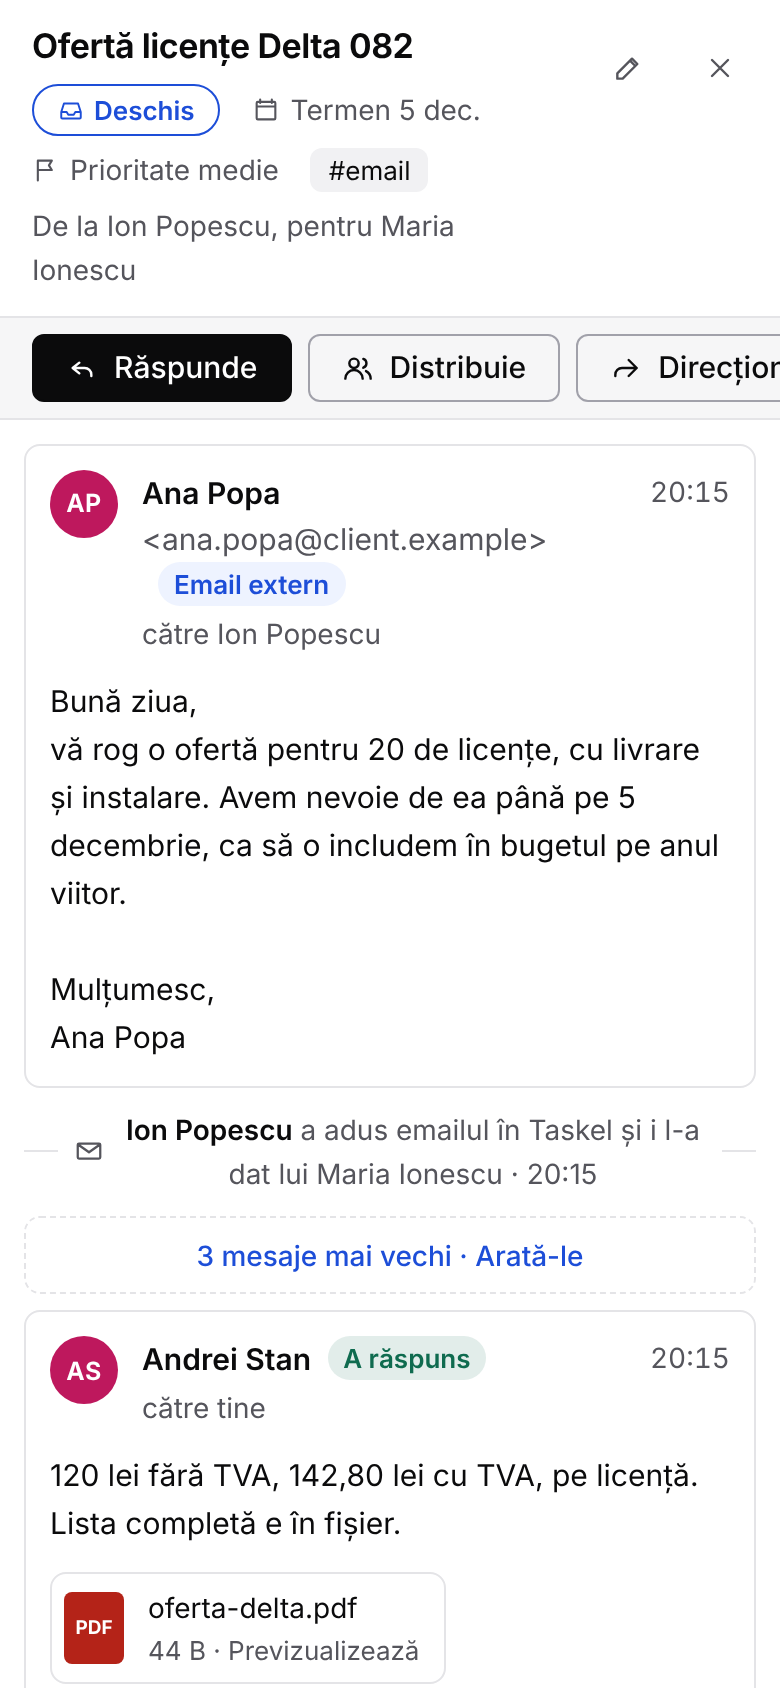 Ofertă licențe Delta 082
Deschis
Termen 5 dec.
Prioritate medie
#email
De la Ion Popescu, pentru Maria
Ionescu
Răspunde
Distribuie
Direcțion
AP
Ana Popa
20:15
<ana.popa@client.example>
Email extern
către Ion Popescu
Bună ziua,
vă rog o ofertă pentru 20 de licențe, cu livrare
și instalare. Avem nevoie de ea până pe 5
decembrie, ca să o includem în bugetul pe anul
viitor.
Mulțumesc,
Ana Popa
Ion Popescu a adus emailul în Taskel și i l-a
dat lui Maria Ionescu · 20:15
3 mesaje mai vechi · Arată-le
AS
Andrei Stan
A răspuns
20:15
către tine
120 lei fără TVA, 142,80 lei cu TVA, pe licență.
Lista completă e în fișier.
PDF
oferta-delta.pdf
44 B · Previzualizează